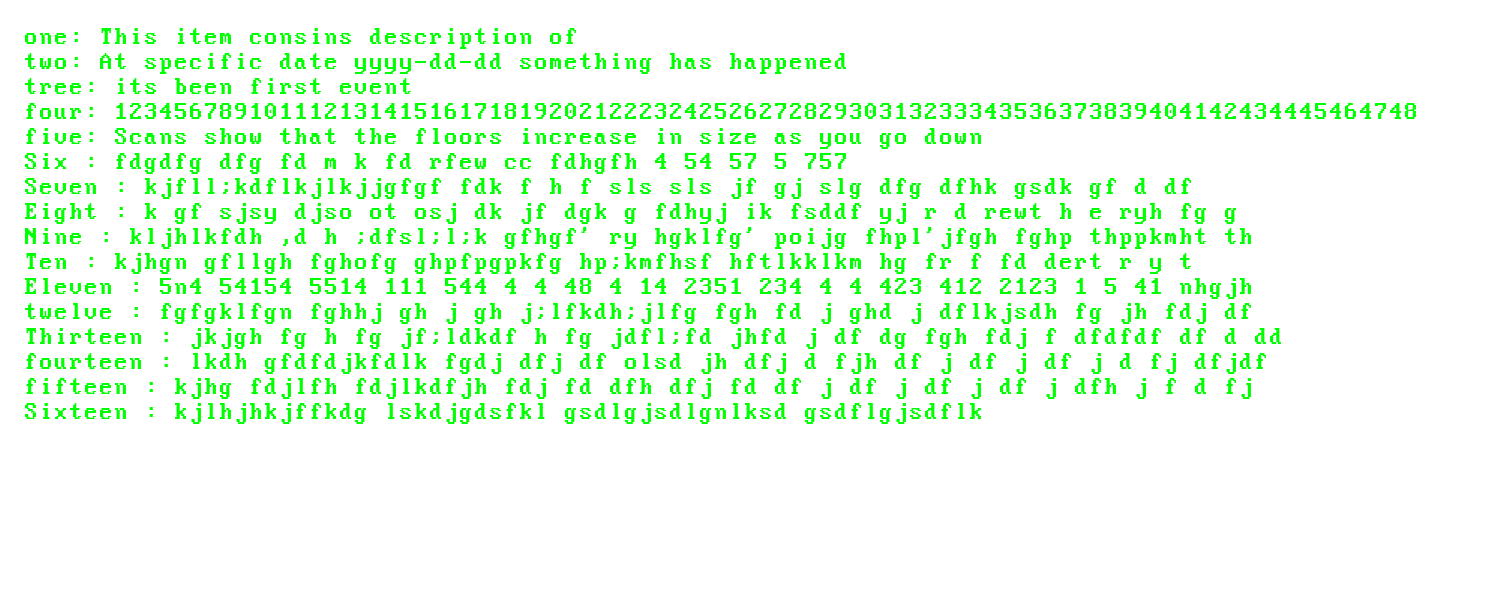 one: This item consins description of
two: At specific date yyyy-dd-dd something has happened
tree: its been first event
four: 123456789101112131415161718192021222324252627282930313233343536373839404142434445464748
five: Scans show that the floors increase in size as you go down
Six : fdgdfg dfg fd m k fd rfew cc fdhgfh 4 54 57 5 757
Seven : kjfll;kdflkjlkjjgfgf fdk f h f sls sls jf gj slg dfg dfhk gsdk gf d df
Eight : k gf sjsy djso ot osj dk jf dgk g fdhyj ik fsddf yj r d rewt h e ryh fg g
Nine : kljhlkfdh ,d h ;dfsl;l;k gfhgf' ry hgklfg' poijg fhpl'jfgh fghp thppkmht th
Ten : kjhgn gfllgh fghofg ghpfpgpkfg hp;kmfhsf hftlkklkm hg fr f fd dert r y t
Eleven : 5n4 54154 5514 111 544 4 4 48 4 14 2351 234 4 4 423 412 2123 1 5 41 nhgjh
twelve : fgfgklfgn fghhj gh j gh j;lfkdh;jlfg fgh fd j ghd j dflkjsdh fg jh fdj df
Thirteen : jkjgh fg h fg jf;ldkdf h fg jdfl;fd jhfd j df dg fgh fdj f dfdfdf df d dd
fourteen : lkdh gfdfdjkfdlk fgdj dfj df olsd jh dfj d fjh df j df j df j d fj dfjdf
fifteen : kjhg fdjlfh fdjlkdfjh fdj fd dfh dfj fd df j df j df j df j dfh j f d fj
Sixteen : kjlhjhkjffkdg lskdjgdsfkl gsdlgjsdlgnlksd gsdflgjsdflk